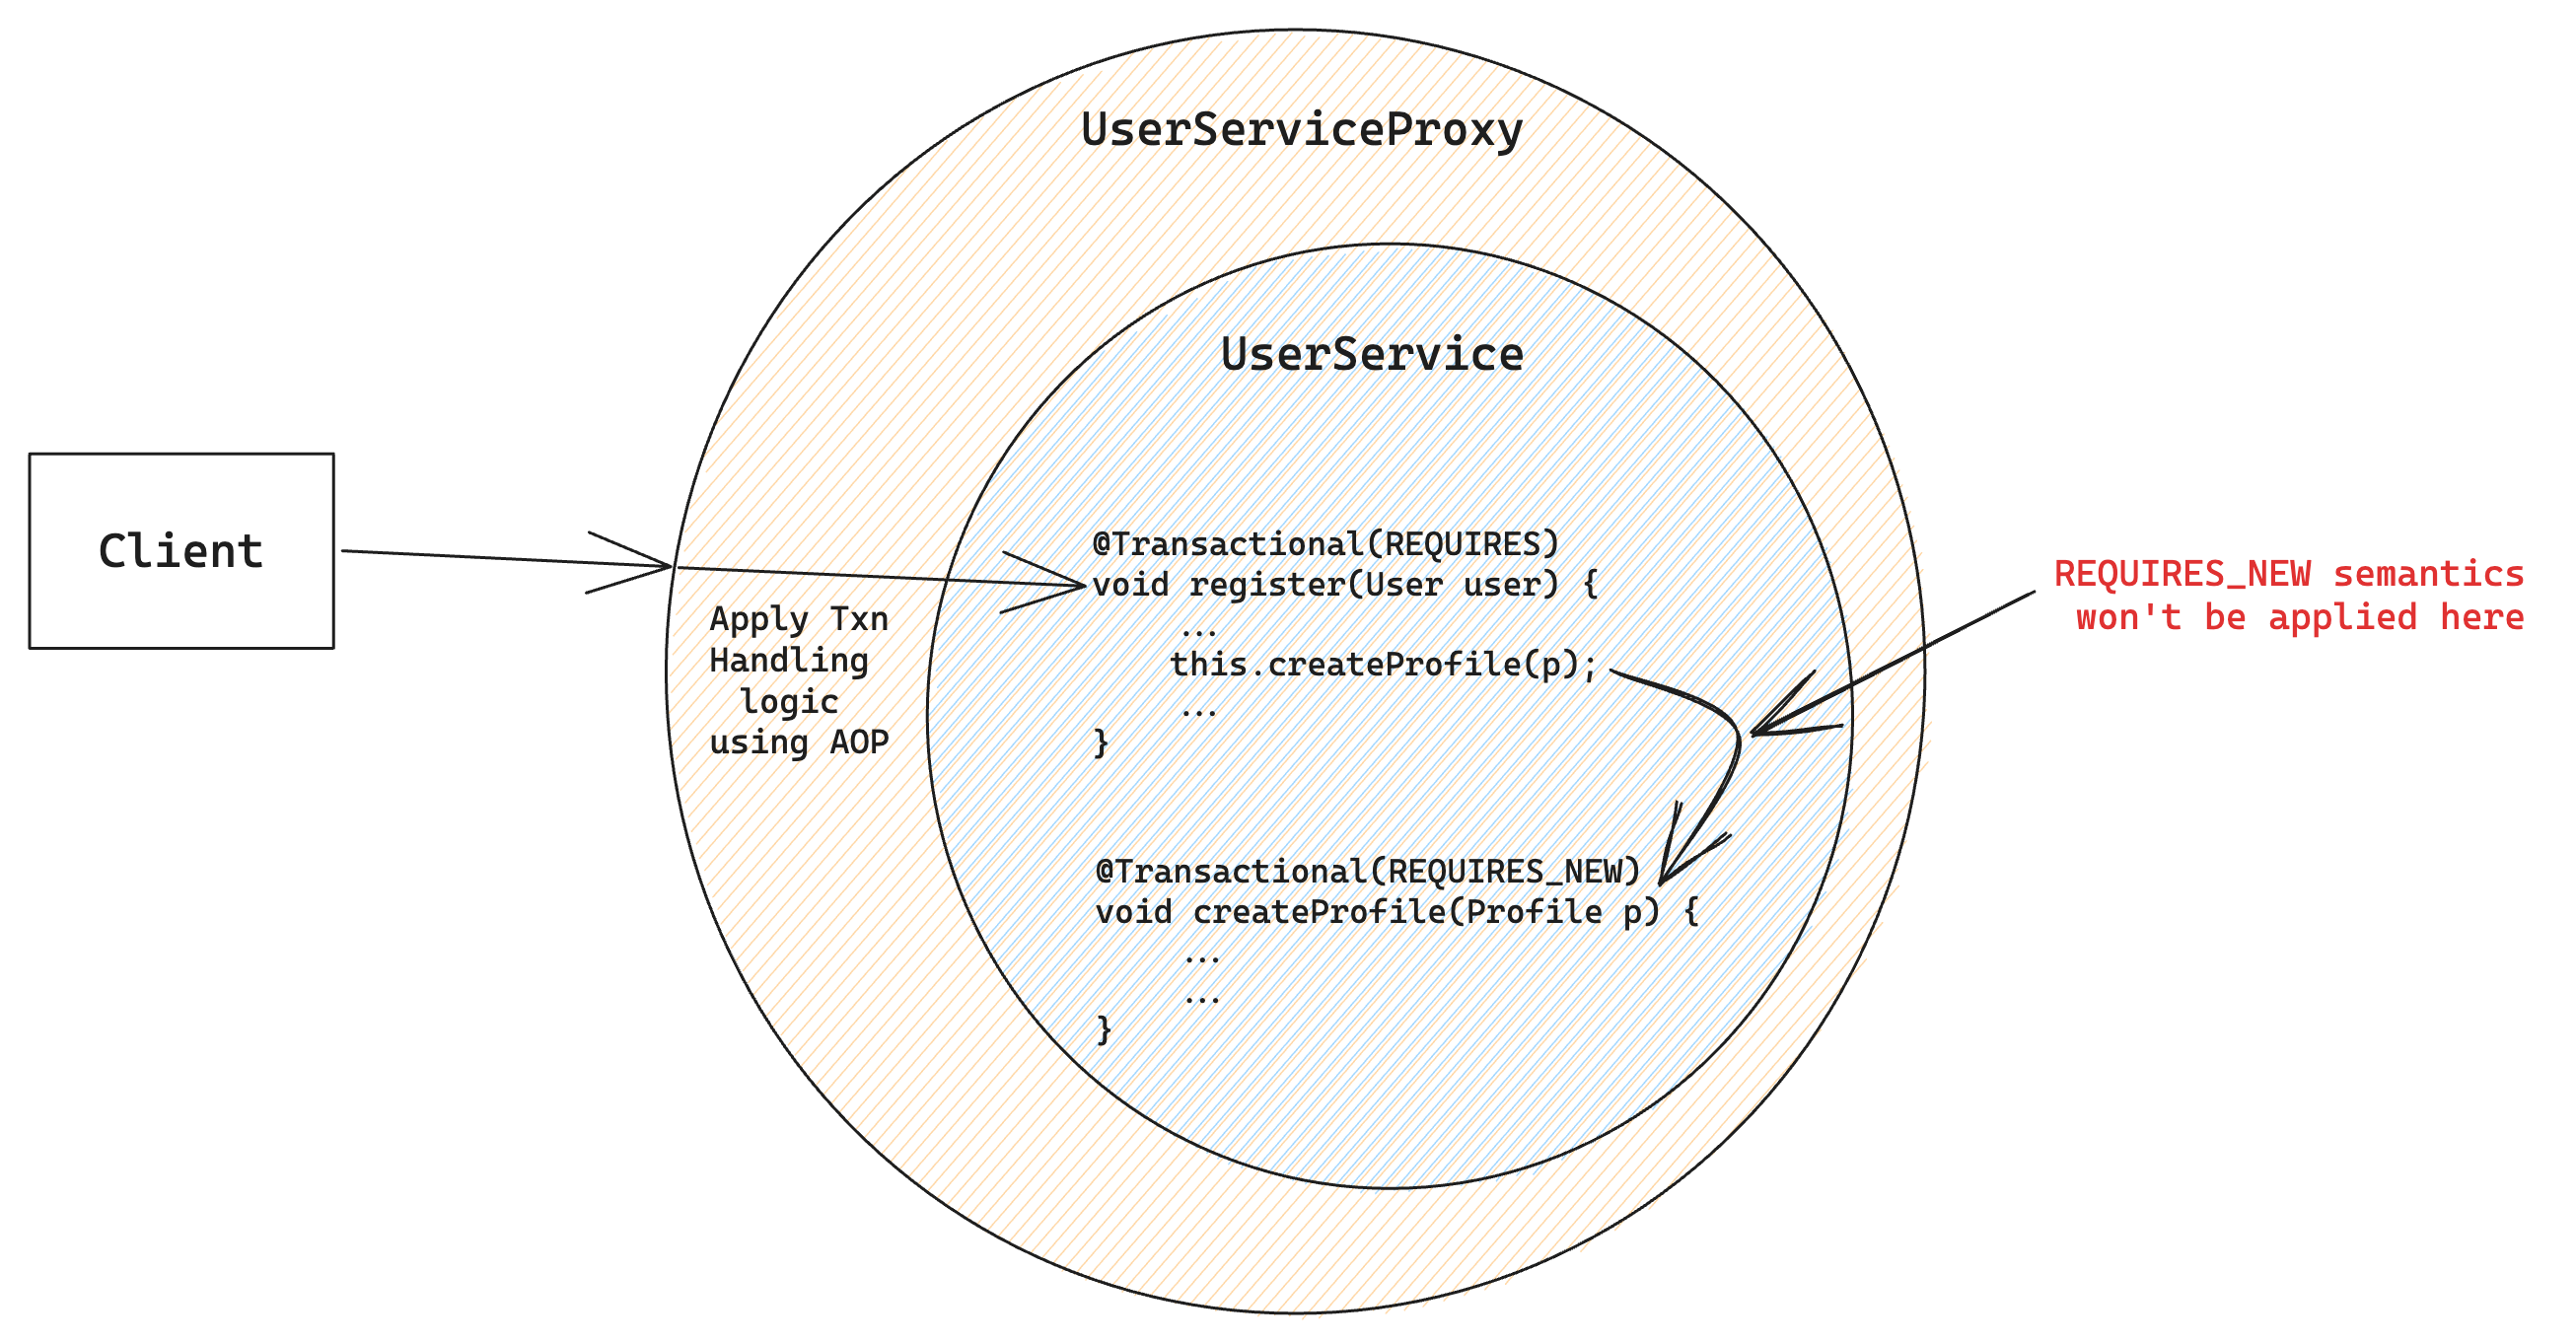 UserServiceProxy
UserService
Client
Apply Txn
Handling
logic
using AOP
@Transactional(REQUIRES)
void register(User user) {
...
this.createProfile(p);
...
}
@Transactional(REQUIRES_NEW)
void createProfile(Profile p) {
...
...
}
REQUIRES_NEW semantics
won't be applied here